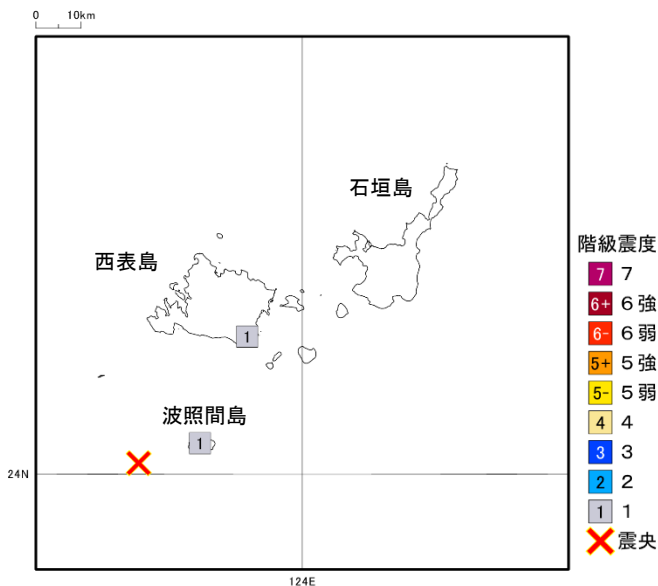 0 10km
石垣島
西表島
1
波照間島
1
24N
124E
階級震度
7 7
6+ 6強
6- 6弱
5+ 5強
5- 5弱
4 4
3 3
2 2
1 1
震央